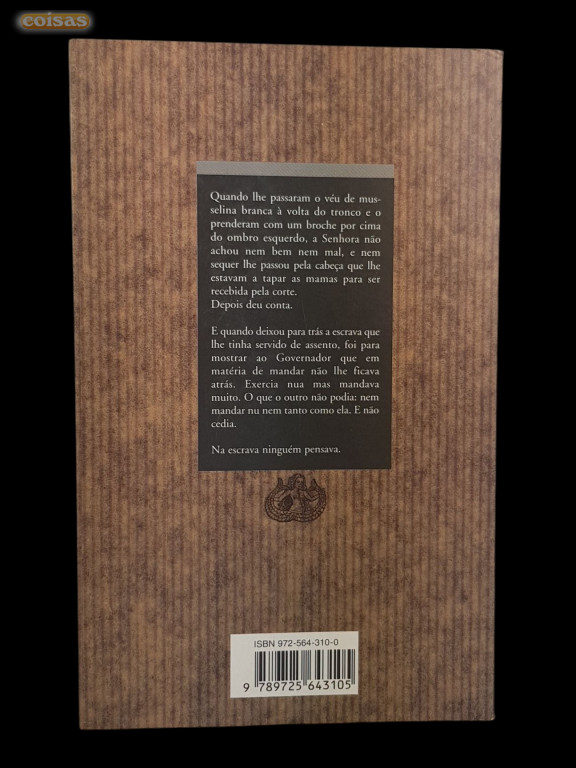 coisas
Quando lhe passaram o véu de mus-
selina branca à volta do tronco e o
prenderam com um broche por cima
do ombro esquerdo, a Senhora não
achou nem bem nem mal, e nem
sequer lhe passou pela cabeça que lhe
estavam a tapar as mamas para ser
recebida pela corte.
Depois deu conta.
E quando deixou para trás a escrava que
lhe tinha servido de assento, foi para
mostrar ao Governador que em
matéria de mandar não lhe ficava
atrás. Exercia nua mas mandava
muito. O que o outro não podia: nem
mandar nu nem tanto como ela. E não
cedia.
Na escrava ninguém pensava.
ISBN 972-564-310-0
9 789725 643105